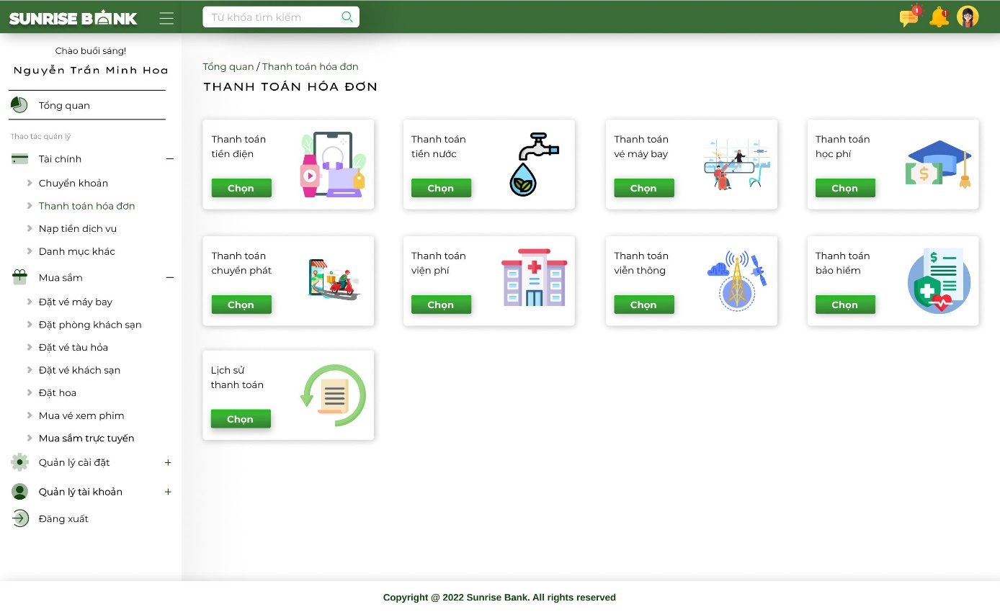 SUNRISE BANK
Từ khóa tìm kiếm
1
1
Chào buổi sáng!
Nguyễn Trần Minh Hoa
Tổng quan
Thao tác quản lý
Tài chính
Chuyển khoản
Thanh toán hóa đơn
Nạp tiền dịch vụ
Danh mục khác
Mua sắm
Đặt vé máy bay
Đặt phòng khách sạn
Đặt vé tàu hỏa
Đặt vé khách sạn
Đặt hoa
Mua vé xem phim
Mua sắm trực tuyến
Quản lý cài đặt
Quản lý tài khoản
Đăng xuất
Tổng quan / Thanh toán hóa đơn
THANH TOÁN HÓA ĐƠN
Thanh toán
tiền điện
Chọn
Thanh toán
tiền nước
Chọn
Thanh toán
vé máy bay
Chọn
Thanh toán
học phí
Chọn
Thanh toán
chuyển phát
Chọn
Thanh toán
viện phí
Chọn
Thanh toán
viễn thông
Chọn
Thanh toán
bảo hiểm
Chọn
Lịch sử
thanh toán
Chọn
Copyright @ 2022 Sunrise Bank. All rights reserved